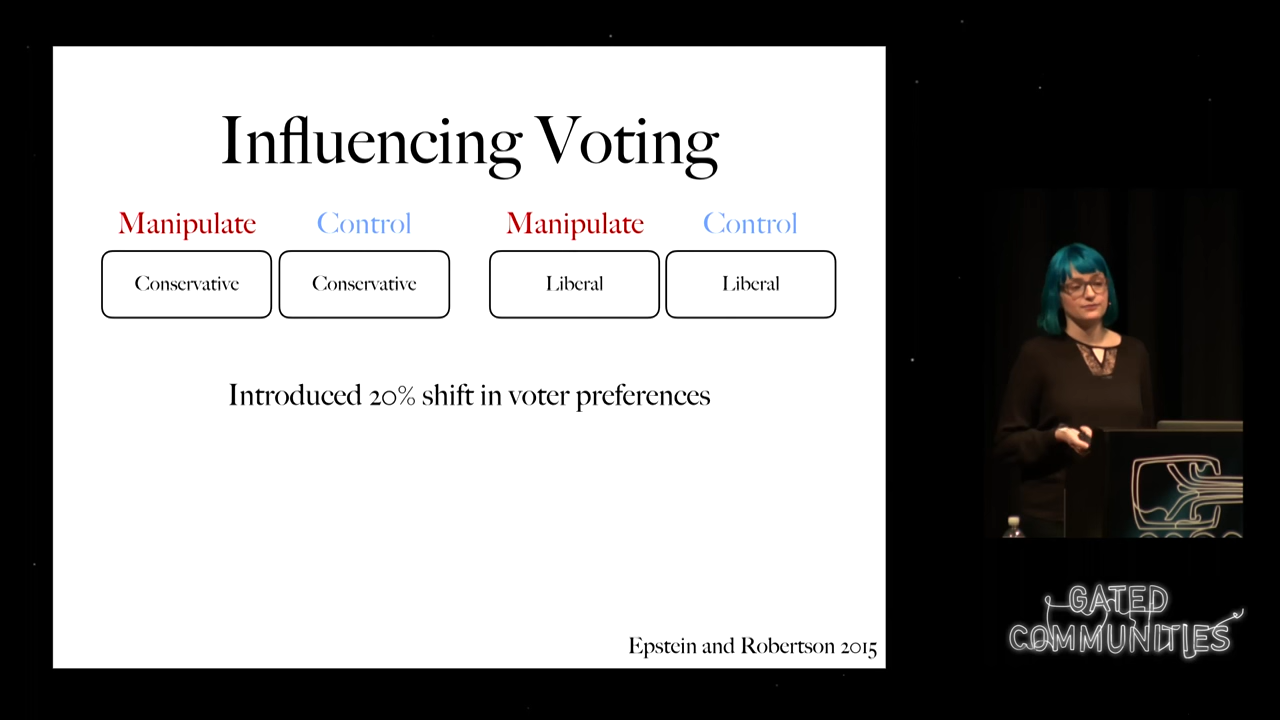 Influencing Voting
Manipulate Control Manipulate Control
Conservative Conservative Liberal Liberal
Introduced 20% shift in voter preferences
Epstein and Robertson 2015
GATED
COMMUNITIES